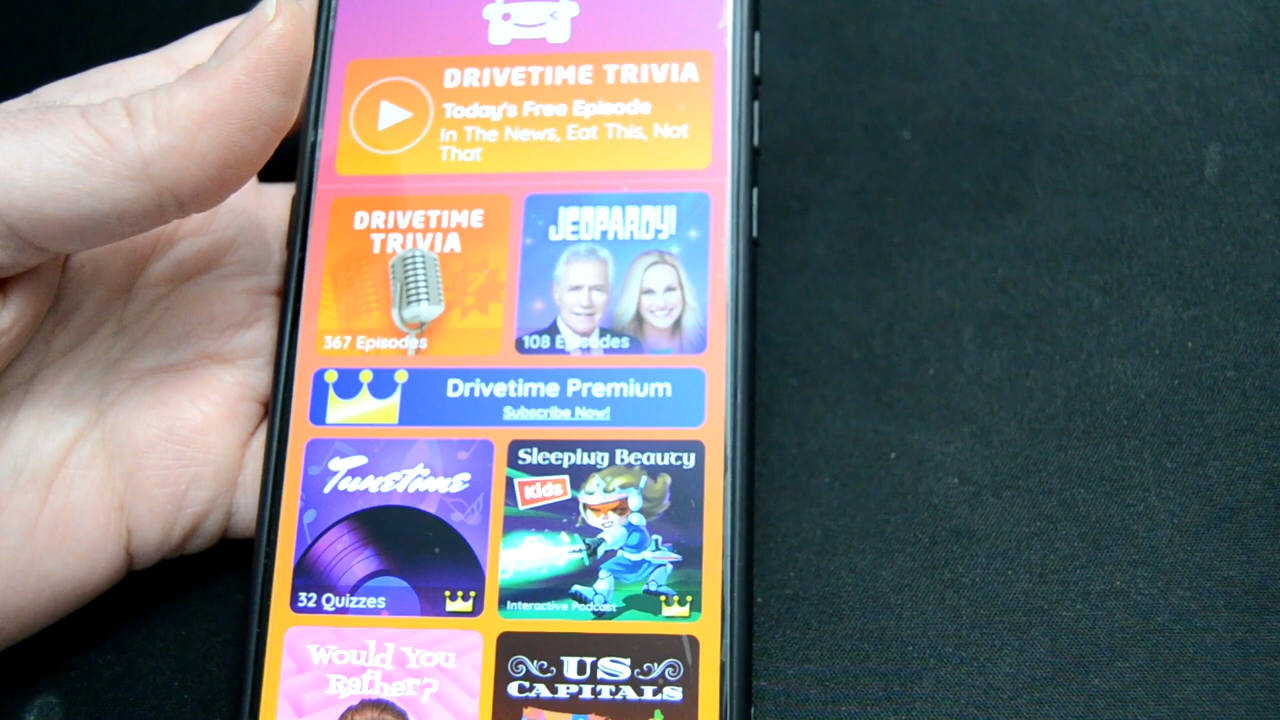 DRIVETIME TRIVIA
Today's Free Episode
In The News, Eat This, Not
That
DRIVETIME
TRIVIA
367 Episodes
JEOPARDY!
108 Episodes
Drivetime Premium
Subscribe Now!
Tunetime
32 Quizzes
Sleeping Beauty
Kids
Interactive Podcast
Would You
Rather?
US
CAPITALS